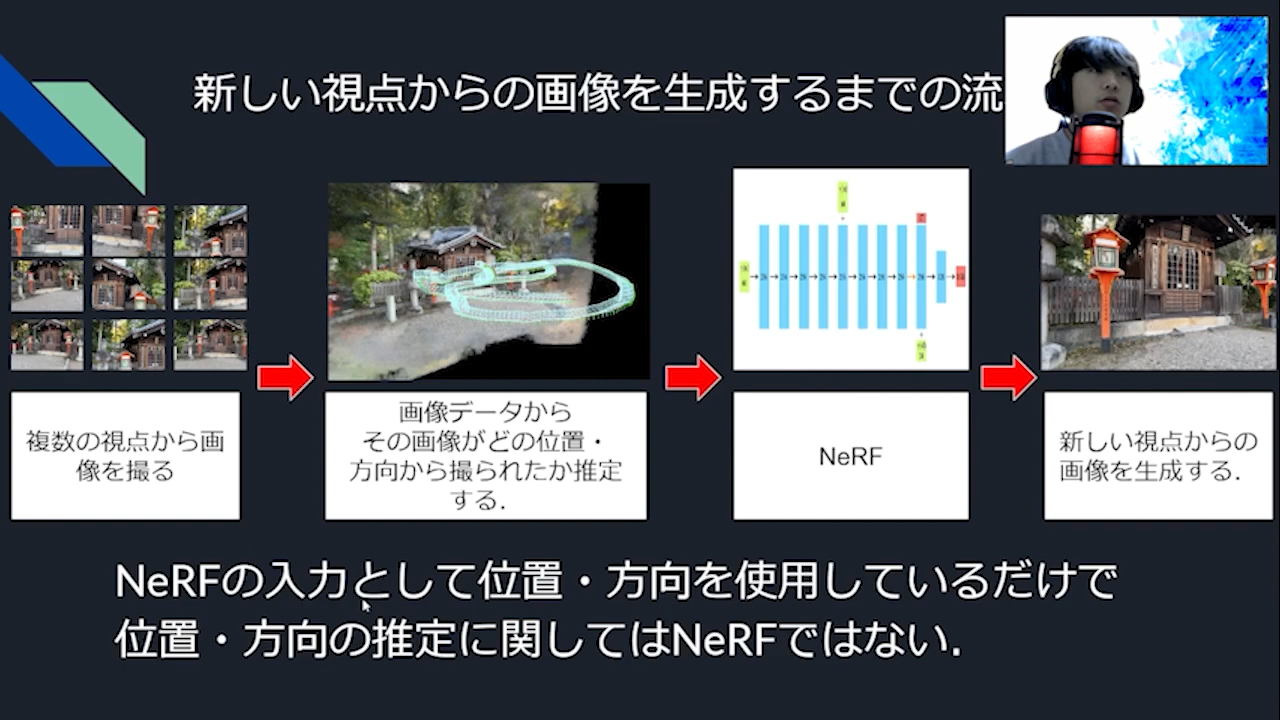 新しい視点からの画像を生成するまでの流
複数の視点から画
像を撮る
画像データから
その画像がどの位置・
方向から撮られたか推定
する.
NeRF
新しい視点からの
画像を生成する.
NeRFの入力として位置・方向を使用しているだけで
位置・方向の推定に関してはNeRFではない.